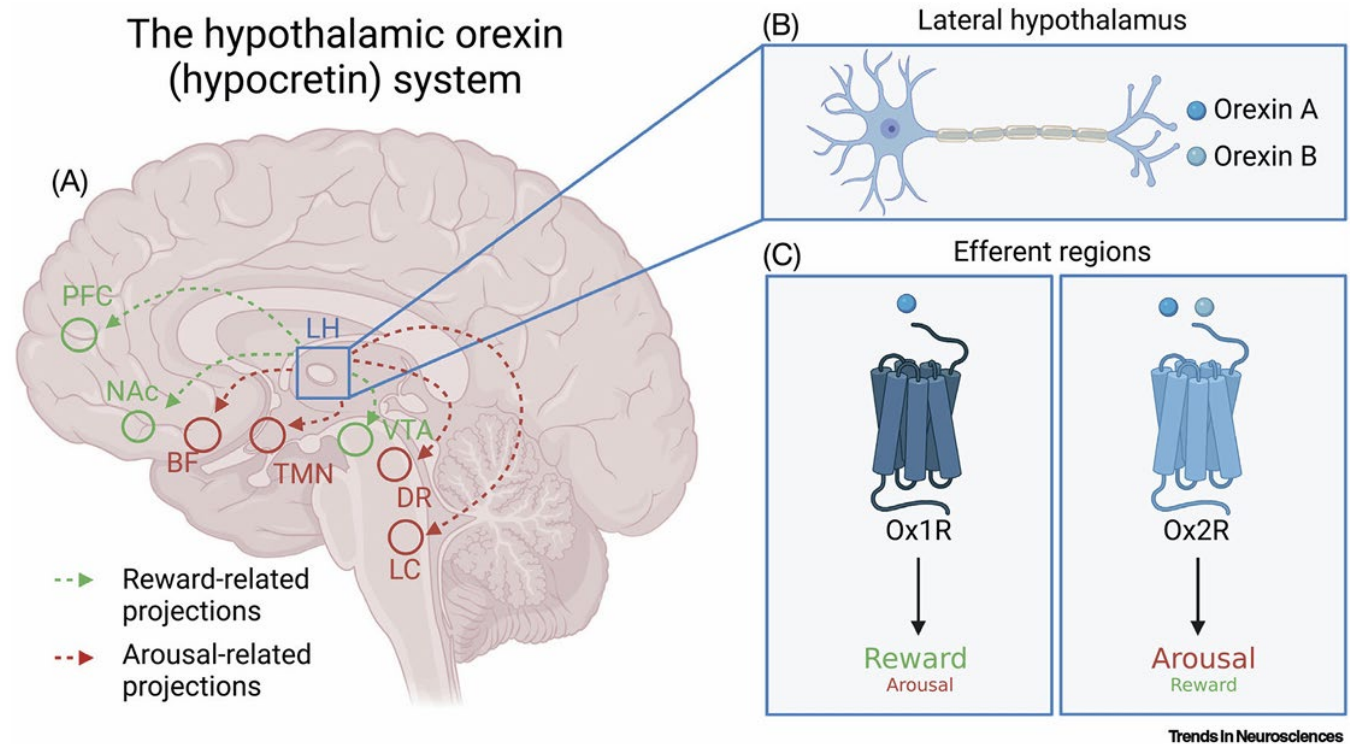 The hypothalamic orexin
(hypocretin) system
(A)
PFC
LH
NAc
BF
TMN
VTA
DR
LC
Reward-related
projections
Arousal-related
projections
(B)
Lateral hypothalamus
Orexin A
Orexin B
(C)
Efferent regions
Ox1R
Reward
Arousal
Ox2R
Arousal
Reward
Trends In Neurosciences